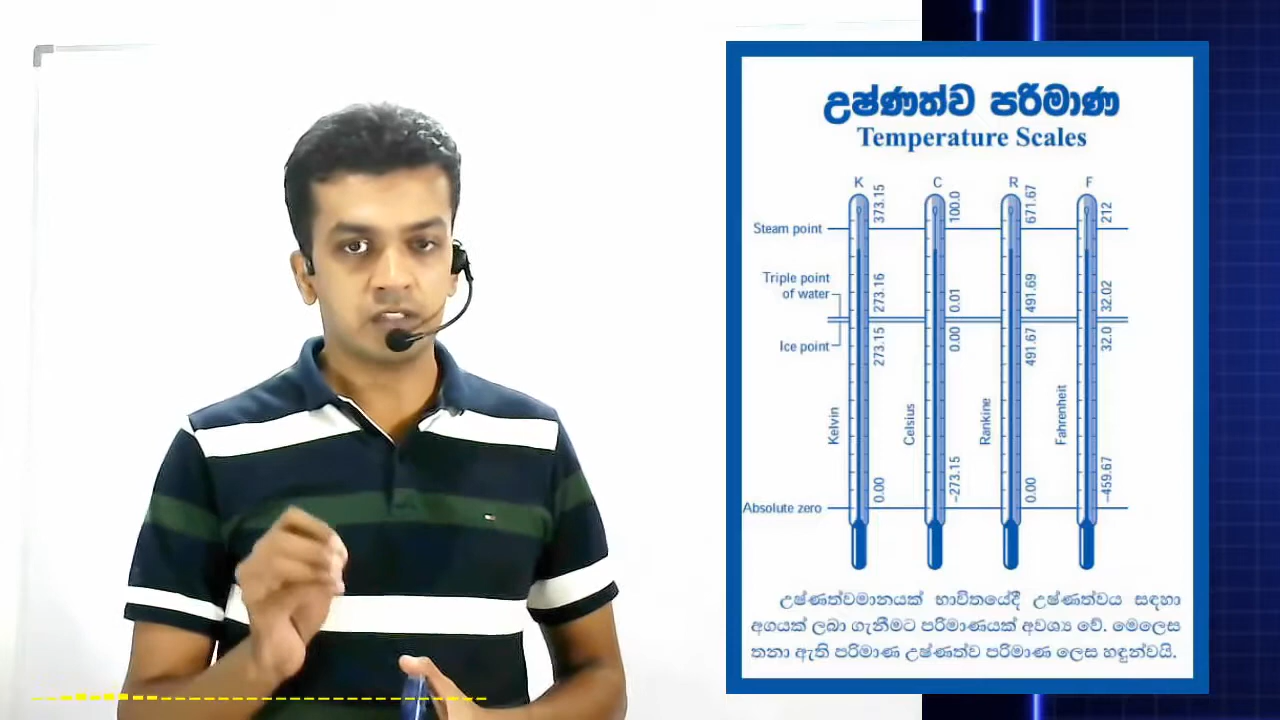 උෂ්ණත්ව පරිමාණ
Temperature Scales
K C R F
373.15 100.0 671.67 212
Steam point
Triple point
of water
273.16 0.01 491.69 32.02
Ice point
273.15 0.00 491.67 32.0
Kelvin Celsius Rankine Fahrenheit
0.00 −273.15 0.00 −459.67
Absolute zero
උෂ්ණත්වමානයක් භාවිතයේදී උෂ්ණත්වය සඳහා
අගයක් ලබා ගැනීමට පරිමාණයක් අවශ්‍ය වේ. මෙලෙස
තනා ඇති පරිමාණ උෂ්ණත්ව පරිමාණ ලෙස හඳුන්වයි.